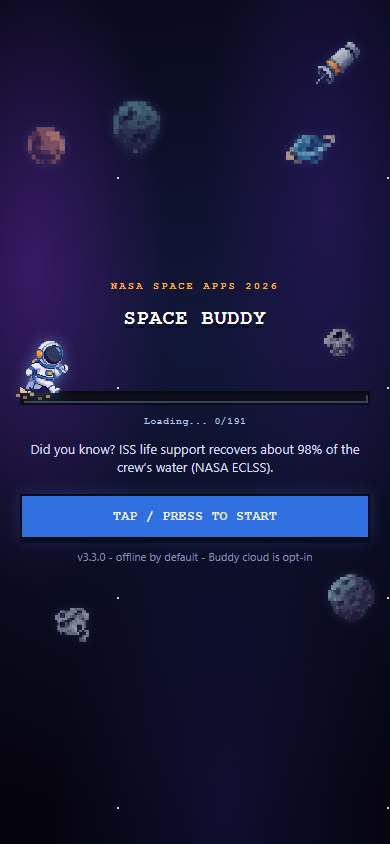 NASA SPACE APPS 2026
SPACE BUDDY
Loading... 0/191
Did you know? ISS life support recovers about 98% of the
crew's water (NASA ECLSS).
TAP / PRESS TO START
v3.3.0 - offline by default - Buddy cloud is opt-in